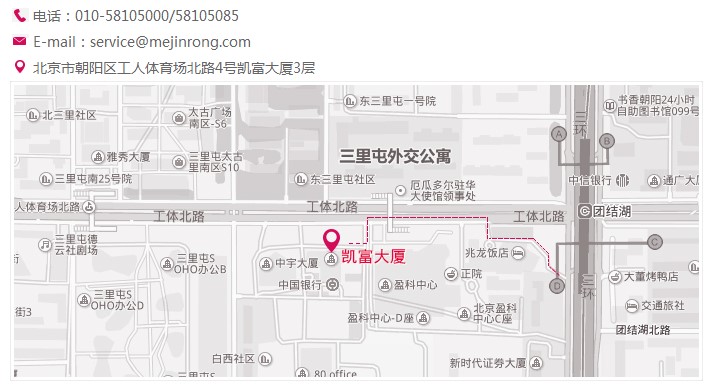 电话：010-58105000/58105085
E-mail：service@mejinrong.com
北京市朝阳区工人体育场北路4号凯富大厦3层
东三里屯一号院
书香朝阳24小时
自助图书馆099号
北三里社区
太古广场
南区-S6
三环
A
B
雅秀大厦
三里屯太古
里南区S10
三里屯外交公寓
三里屯南25号院
东三里屯社区
厄瓜多尔驻华
大使馆领事处
中信银行
通广大厦
人体育场北路
工体北路
工体北路
工体北路
团结湖
三里屯德
云社剧场
三里屯S
OHO办公B
中宇大厦
凯富大厦
兆龙饭店
C
正院
大董烤鸭店
中国银行
盈科中心
D
三环
三里屯S
OHO办公D
街3
盈科中心-D座
北京盈科
中心C座
交通旅社
团结湖北路
白西社区
80 office
新时代证券大厦